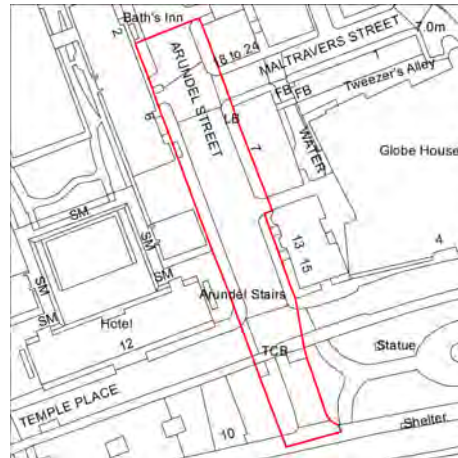 Bath's Inn
2
ARUNDEL STREET
18 to 24
MALTRAVERS STREET
7.0m
1
Tweezer's Alley
FB
FB
LB
8
7
WATER
Globe House
SM
SM
SM
SM
SM
13
15
4
Arundel Stairs
Hotel
12
TCB
Statue
TEMPLE PLACE
10
Shelter